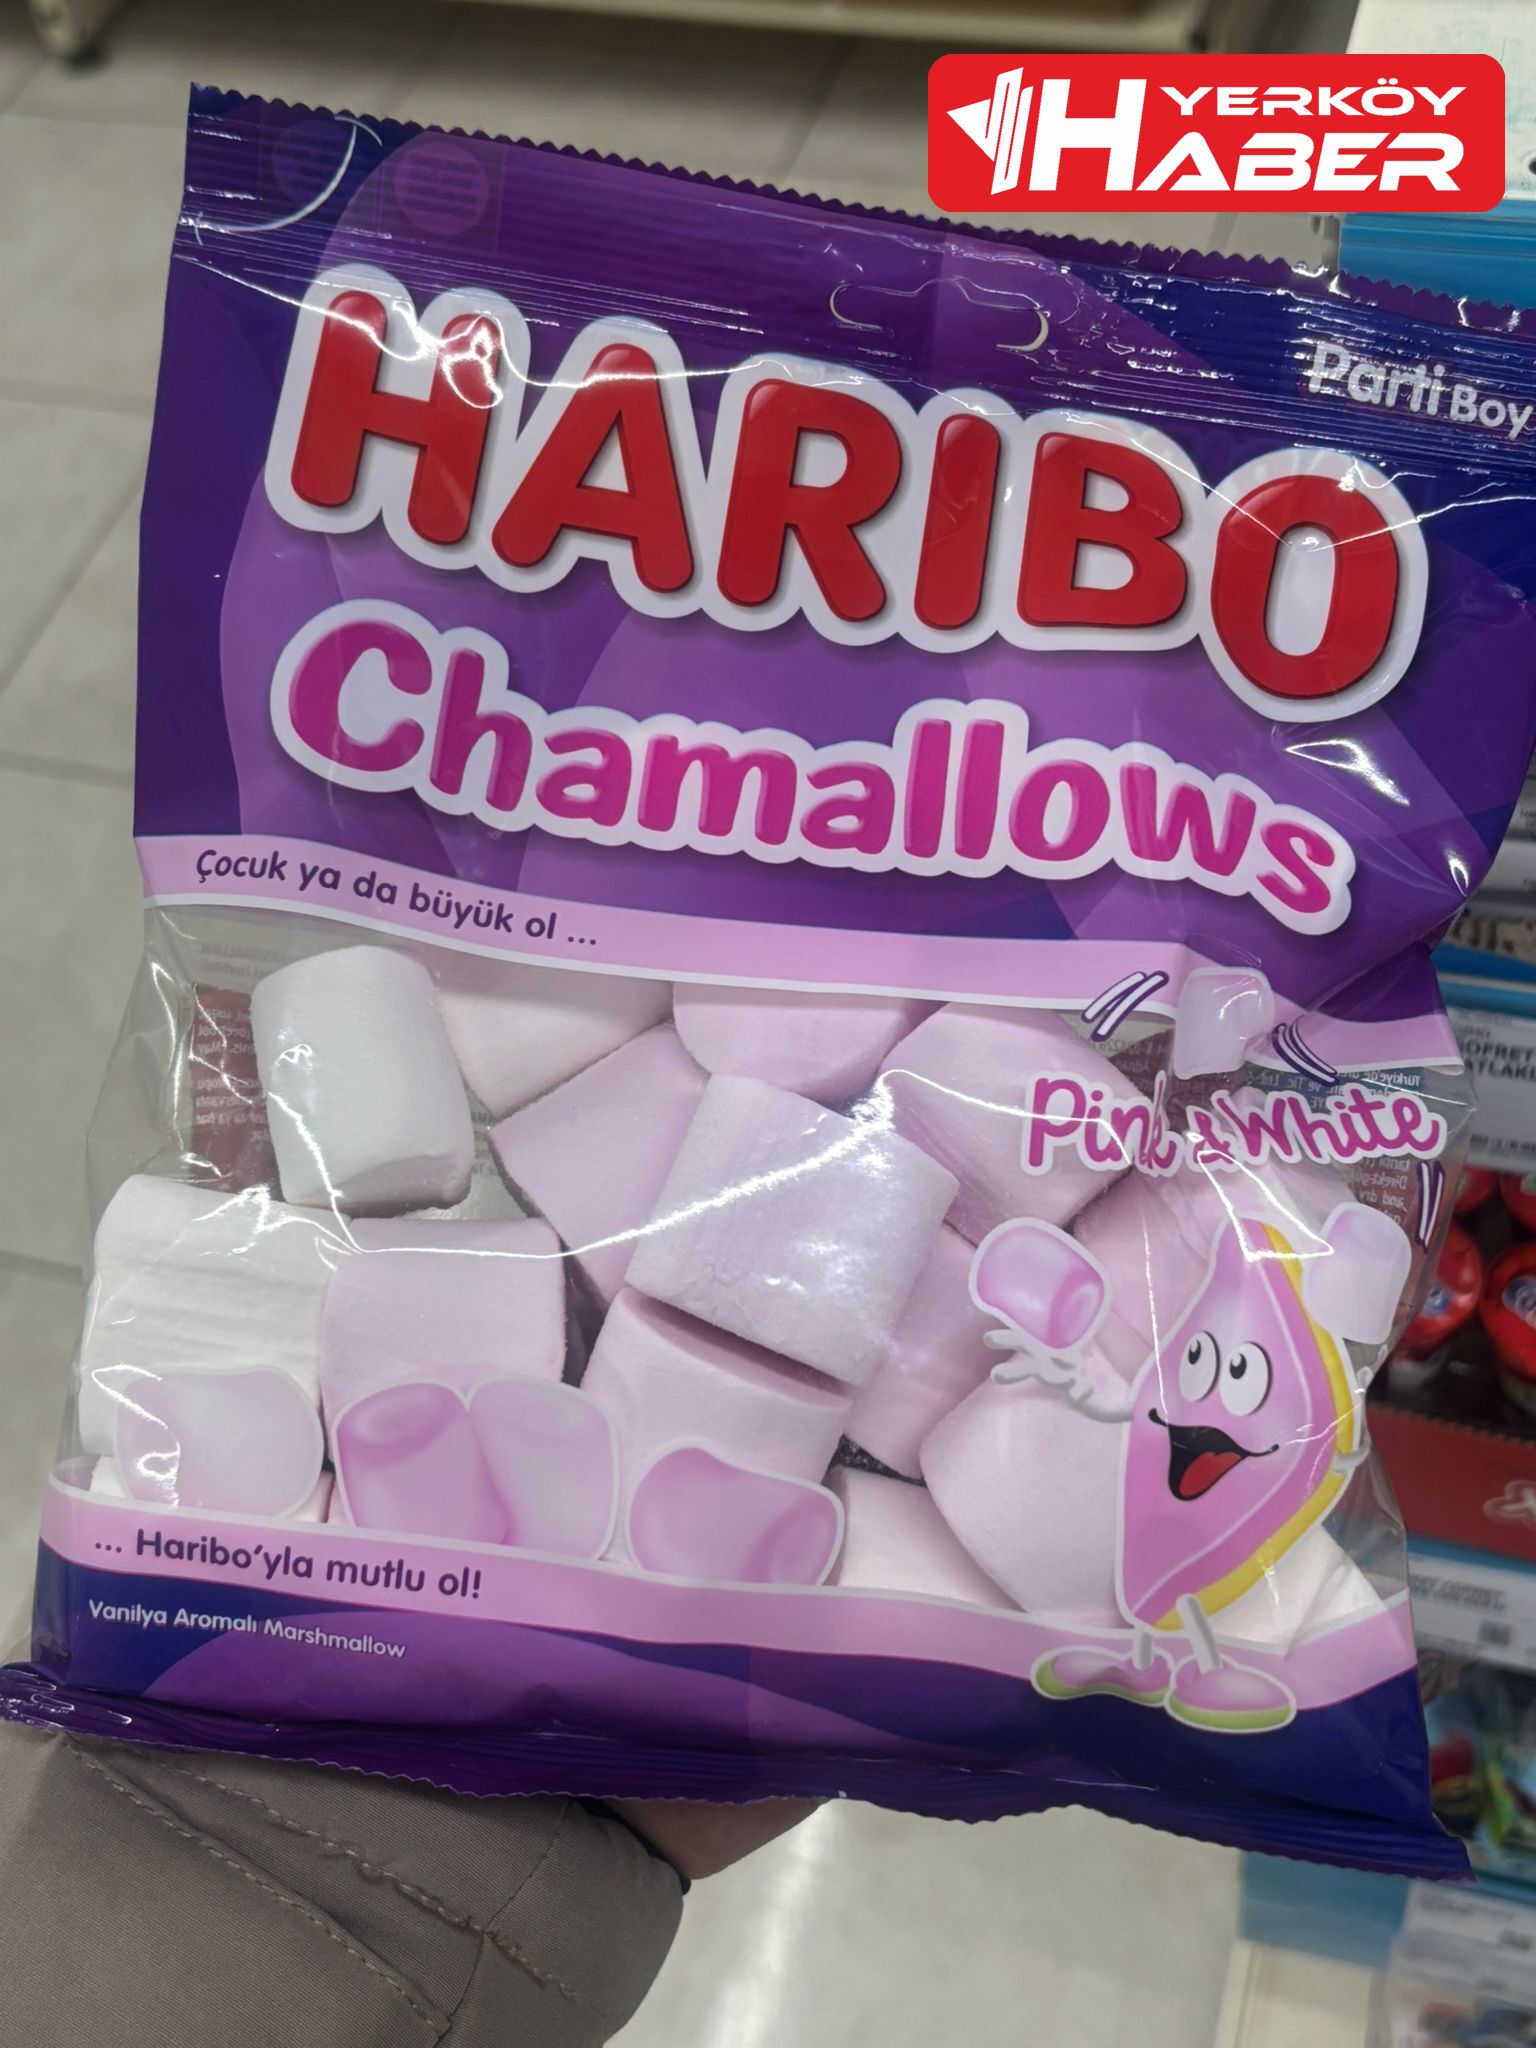 YERKÖY
HABER
Parti Boy
HARIBO
Chamallows
Çocuk ya da büyük ol ...
Pink & White
... Haribo'yla mutlu ol!
Vanilya Aromalı Marshmallow